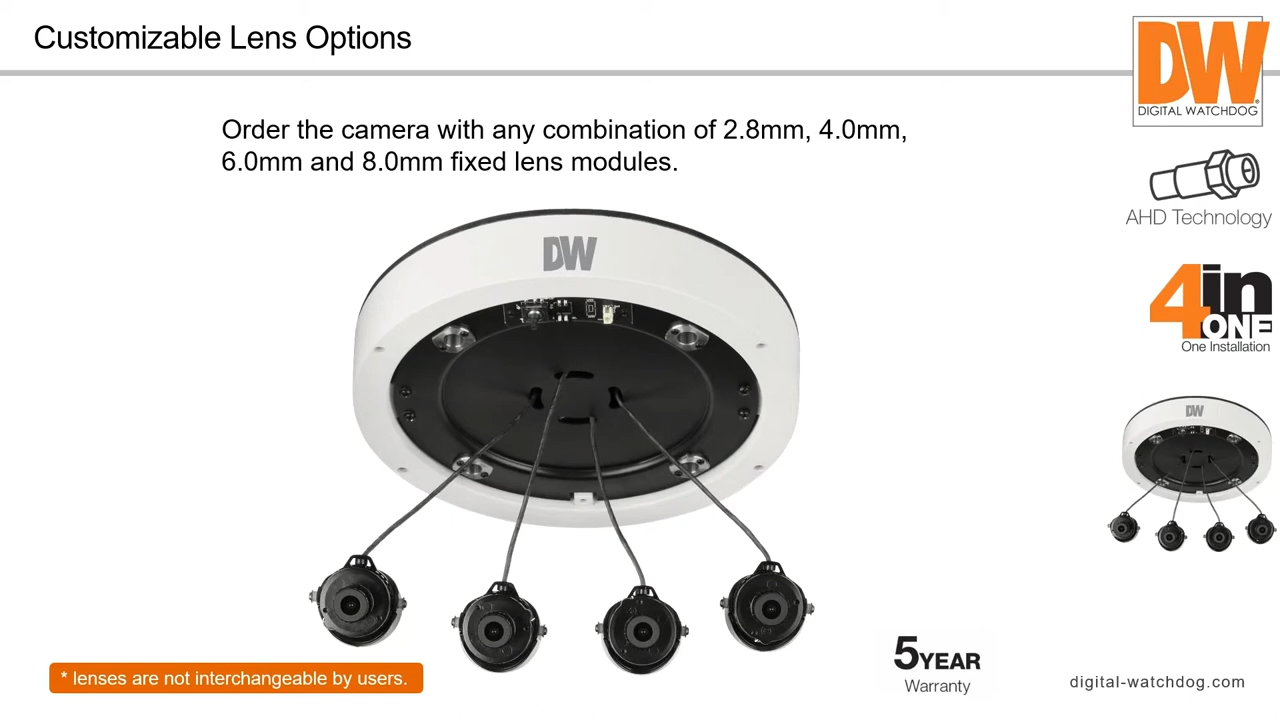 Customizable Lens Options
DW
DIGITAL WATCHDOG
Order the camera with any combination of 2.8mm, 4.0mm,
6.0mm and 8.0mm fixed lens modules.
AHD Technology
DW
4in
ONE
One Installation
DW
5YEAR
Warranty
* lenses are not interchangeable by users.
digital-watchdog.com